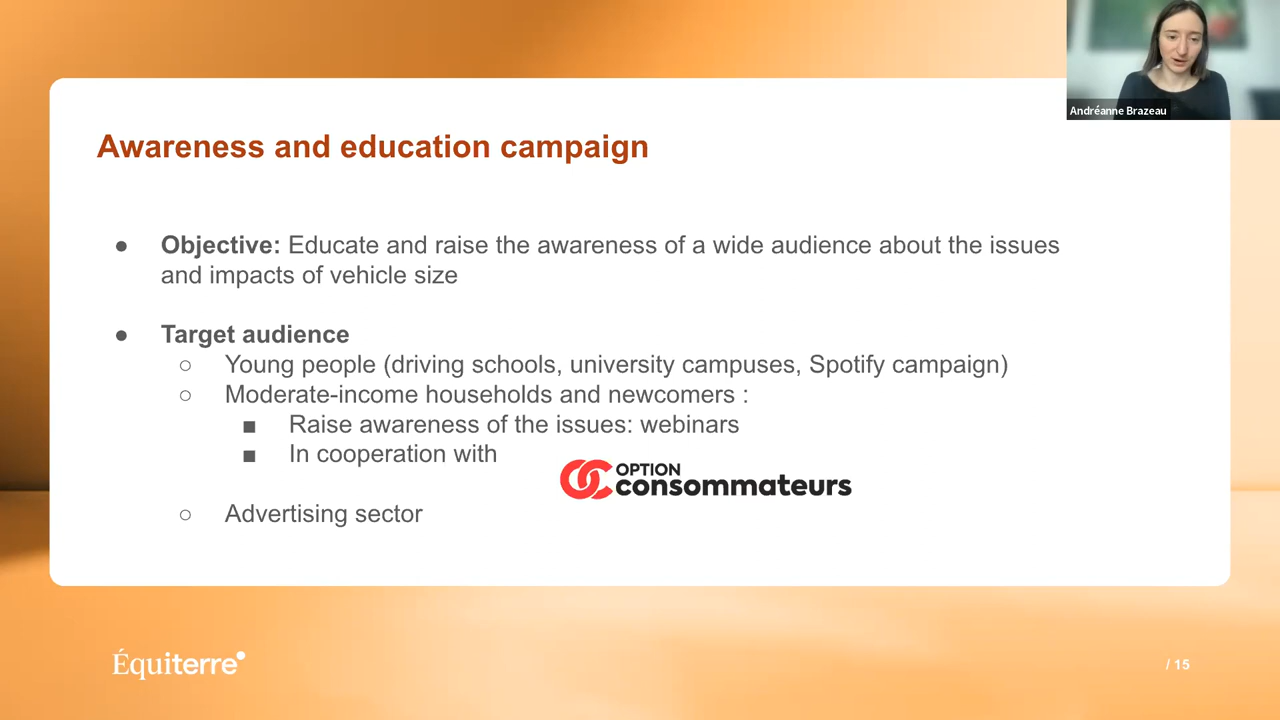 Andréanne Brazeau
Awareness and education campaign
● Objective: Educate and raise the awareness of a wide audience about the issues
and impacts of vehicle size
● Target audience
○ Young people (driving schools, university campuses, Spotify campaign)
○ Moderate-income households and newcomers :
■ Raise awareness of the issues: webinars
■ In cooperation with
OPTION
consommateurs
○ Advertising sector
Équiterre
/ 15